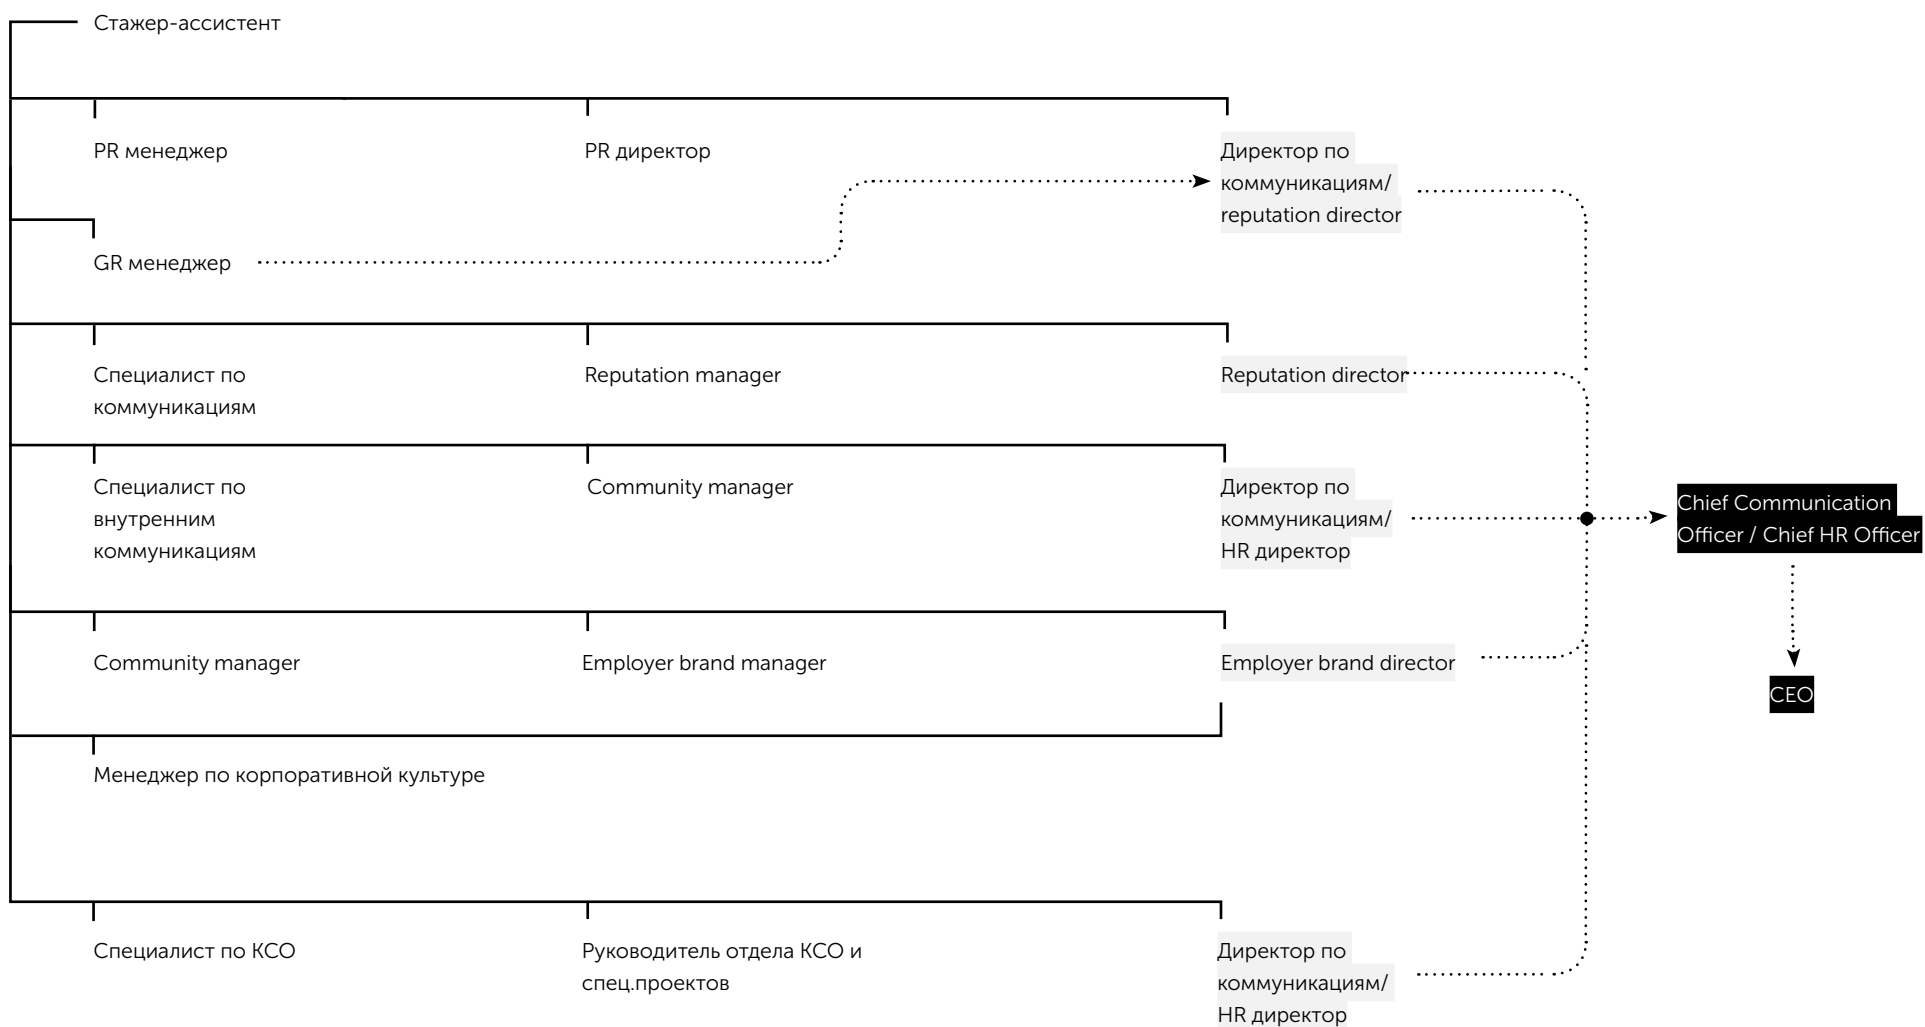 Стажер-ассистент
PR менеджер
PR директор
Директор по
коммуникациям/
reputation director
GR менеджер
Специалист по
коммуникациям
Reputation manager
Reputation director
Специалист по
внутренним
коммуникациям
Community manager
Директор по
коммуникациям/
HR директор
Chief Communication
Officer / Chief HR Officer
Community manager
Employer brand manager
Employer brand director
CEO
Менеджер по корпоративной культуре
Специалист по КСО
Руководитель отдела КСО и
спец.проектов
Директор по
коммуникациям/
HR директор